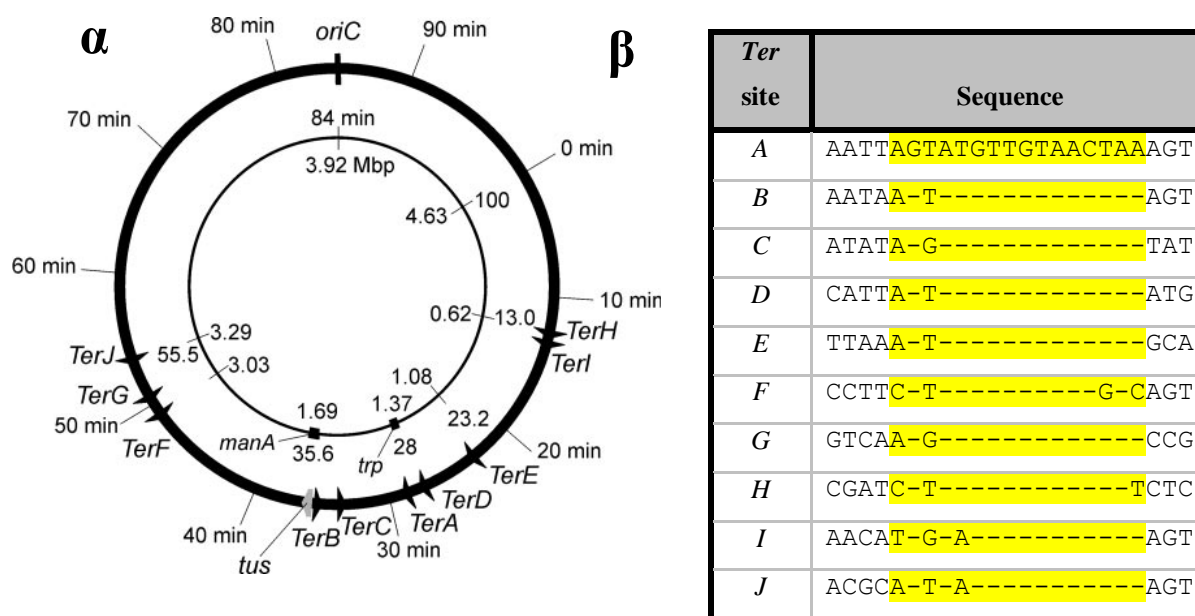 α
β
oriC
80 min
90 min
70 min
84 min
3.92 Mbp
0 min
4.63
100
60 min
10 min
0.62
13.0
TerH
TerI
3.29
TerJ
55.5
3.03
1.08
TerG
1.69
1.37
23.2
50 min
manA
20 min
TerF
35.6
trp
28
TerE
TerD
40 min
TerC
TerA
TerB
30 min
tus
Ter site Sequence
A AATTAGTATGTTGTAACTAAAGT
B AATAA-T-------------AGT
C ATATA-G-------------TAT
D CATTA-T-------------ATG
E TTAAA-T-------------GCA
F CCTTC-T----------G-CAGT
G GTCAA-G-------------CCG
H CGATC-T------------TCTC
I AACAT-G-A-----------AGT
J ACGCA-T-A-----------AGT